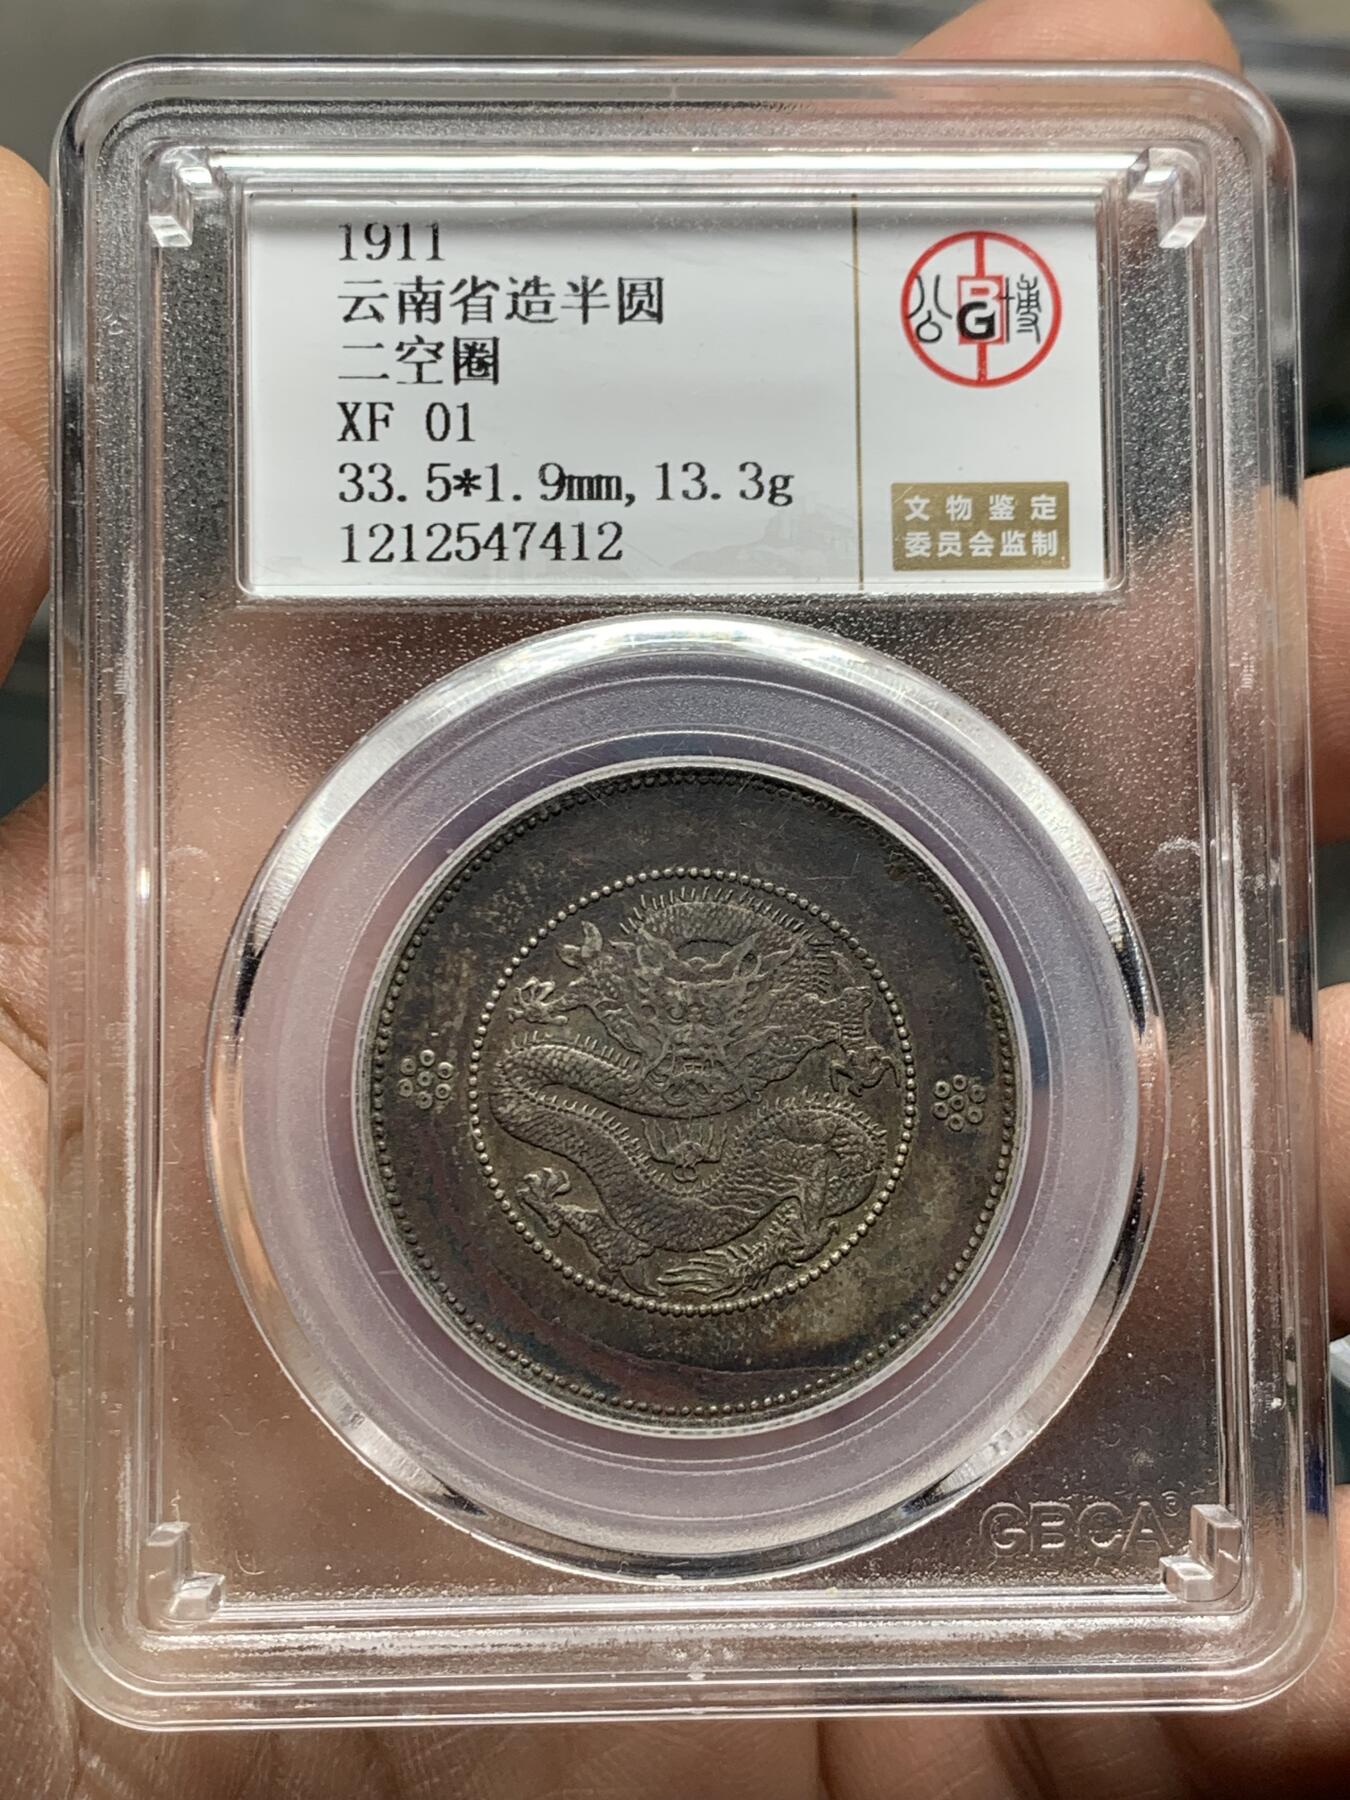 1911
云南省造半圆
二空圈
XF 01
33.5*1.9mm,13.3g
1212547412
公 BG 博
文物鉴定
委员会监制
GBCA®